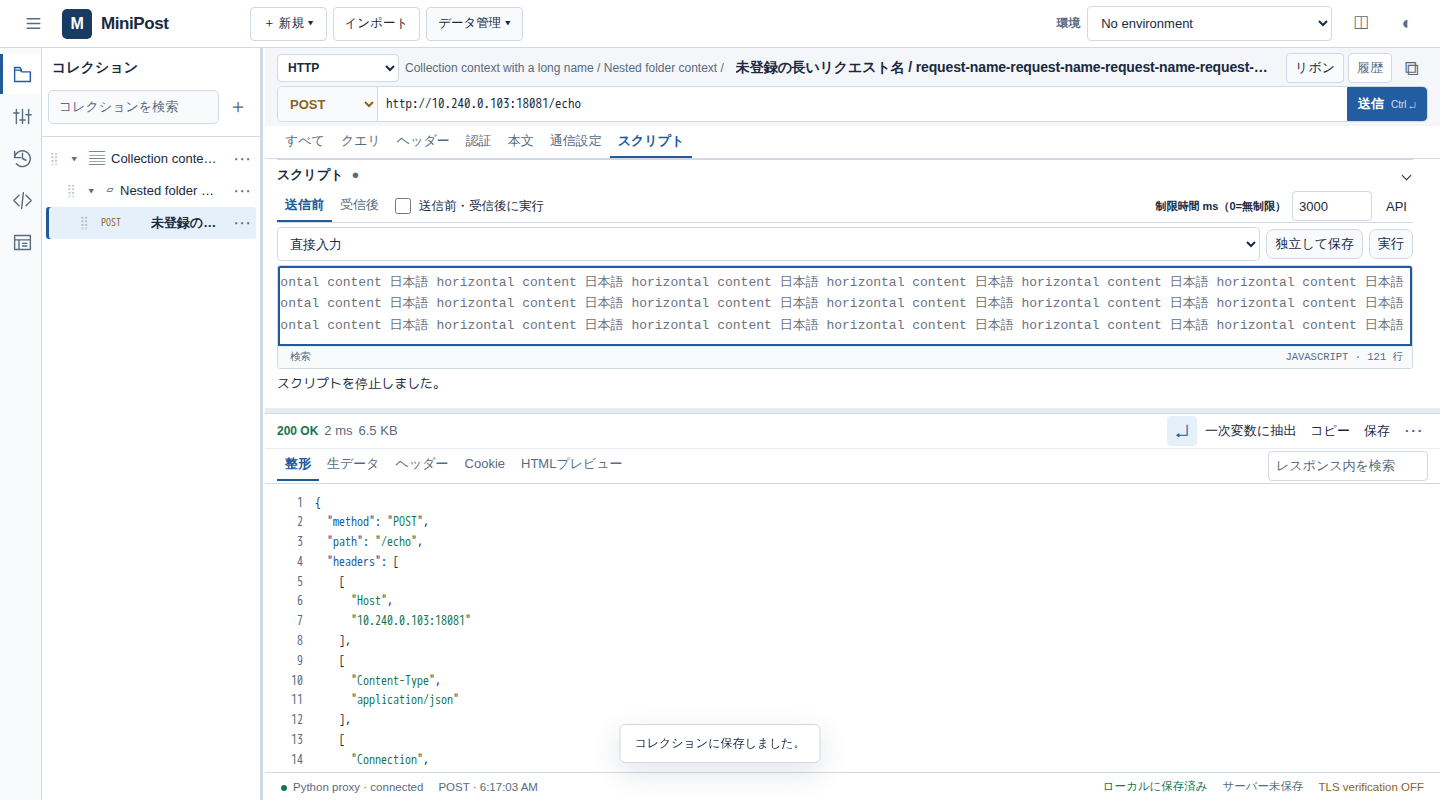 M MiniPost ＋ 新規 ▾ インポート データ管理 ▾ 環境 No environment
コレクション
コレクションを検索 ＋
Collection conte… ···
Nested folder … ···
POST 未登録の… ···
HTTP Collection context with a long name / Nested folder context / 未登録の長いリクエスト名 / request-name-request-name-request-name-request-… リボン 履歴
POST http://10.240.0.103:18081/echo 送信 Ctrl ↵
すべて クエリ ヘッダー 認証 本文 通信設定 スクリプト
スクリプト ●
送信前 受信後 送信前・受信後に実行 制限時間 ms（0=無制限） 3000 API
直接入力 独立して保存 実行
ontal content 日本語 horizontal content 日本語 horizontal content 日本語 horizontal content 日本語 horizontal content 日本語 horizontal content 日本語
ontal content 日本語 horizontal content 日本語 horizontal content 日本語 horizontal content 日本語 horizontal content 日本語 horizontal content 日本語
ontal content 日本語 horizontal content 日本語 horizontal content 日本語 horizontal content 日本語 horizontal content 日本語 horizontal content 日本語
検索 JAVASCRIPT · 121 行
スクリプトを停止しました。
200 OK 2 ms 6.5 KB 一次変数に抽出 コピー 保存 ···
整形 生データ ヘッダー Cookie HTMLプレビュー レスポンス内を検索
1 {
2 "method": "POST",
3 "path": "/echo",
4 "headers": [
5 [
6 "Host",
7 "10.240.0.103:18081"
8 ],
9 [
10 "Content-Type",
11 "application/json"
12 ],
13 [
14 "Connection",
コレクションに保存しました。
Python proxy · connected POST · 6:17:03 AM ローカルに保存済み サーバー未保存 TLS verification OFF